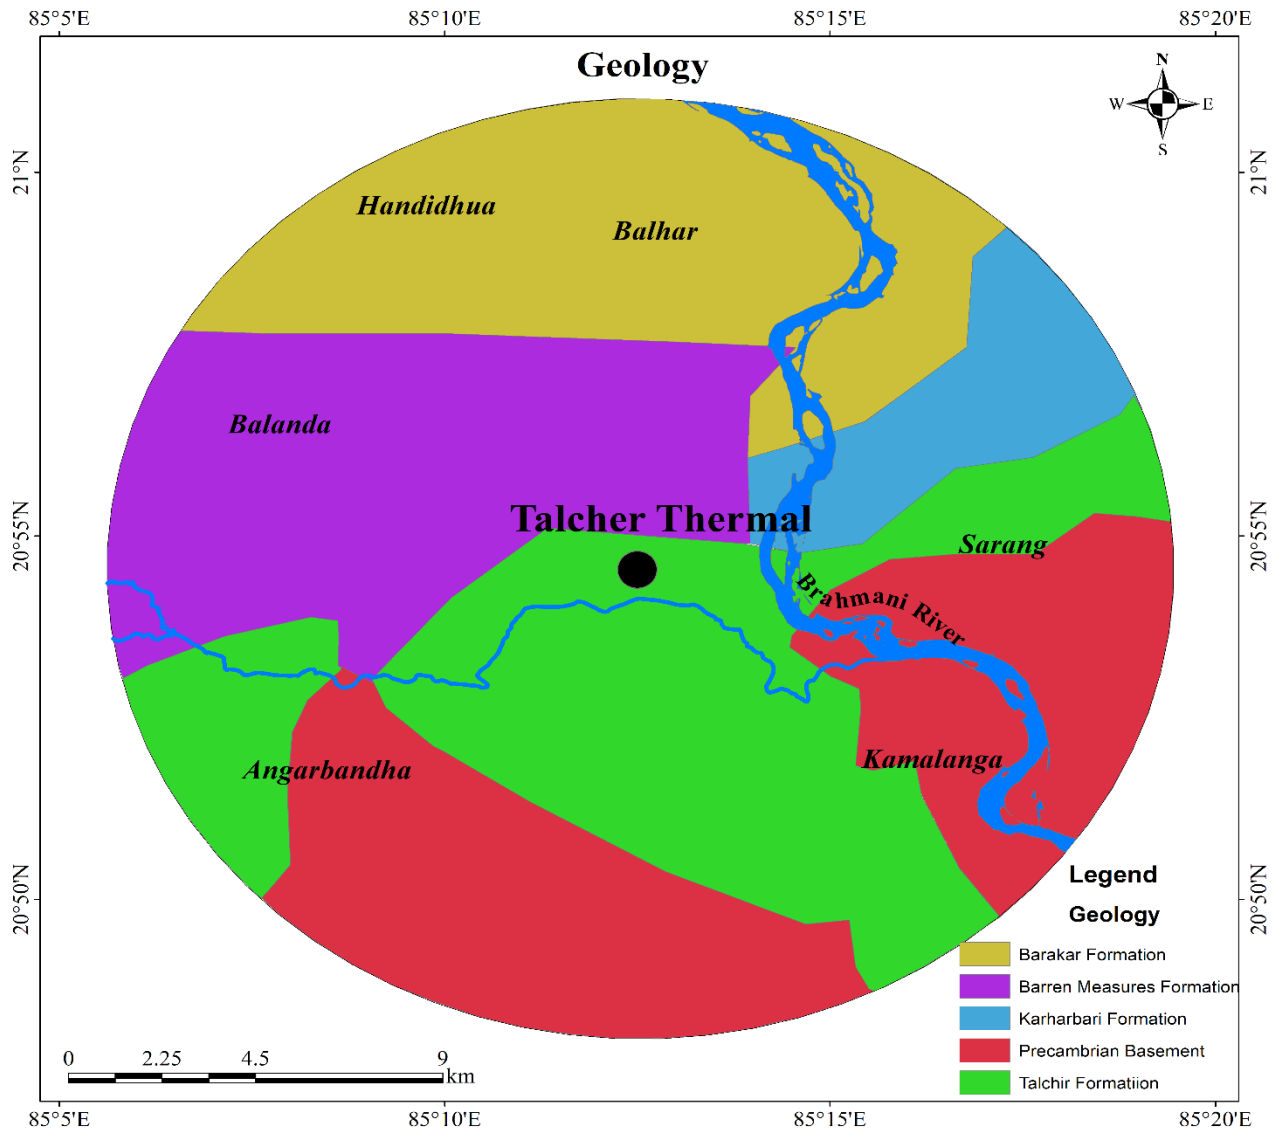 85°5'E 85°10'E 85°15'E 85°20'E
Geology
N
W E
S
21°N 21°N
Handidhua
Balhar
Balanda
Talcher Thermal
20°55'N 20°55'N
Sarang
Brahmani River
Kamalanga
Angarbandha
20°50'N 20°50'N
Legend
Geology
Barakar Formation
Barren Measures Formation
Karharbari Formation
Precambrian Basement
Talchir Formatiion
0 2.25 4.5 9
km
85°5'E 85°10'E 85°15'E 85°20'E